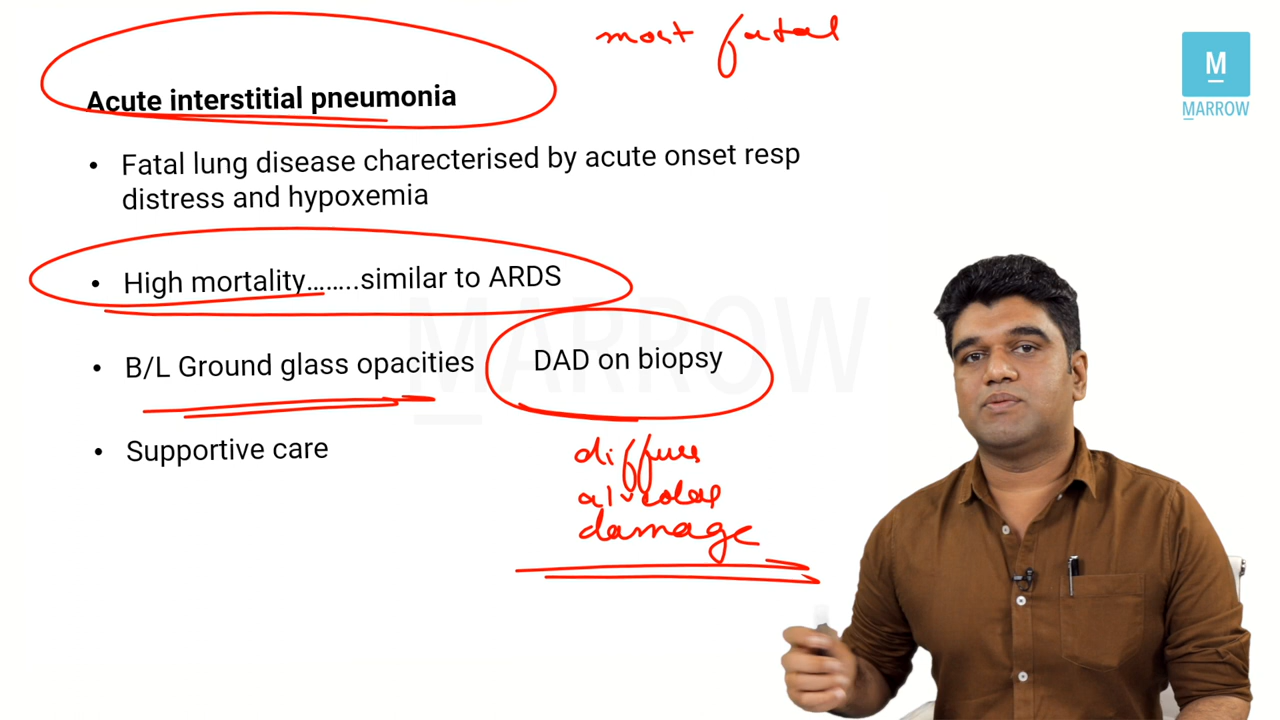 most fatal
M
MARROW
Acute interstitial pneumonia
• Fatal lung disease charecterised by acute onset resp
distress and hypoxemia
• High mortality……..similar to ARDS
• B/L Ground glass opacities DAD on biopsy
MARROW
• Supportive care
diffuse
alveolar
damage